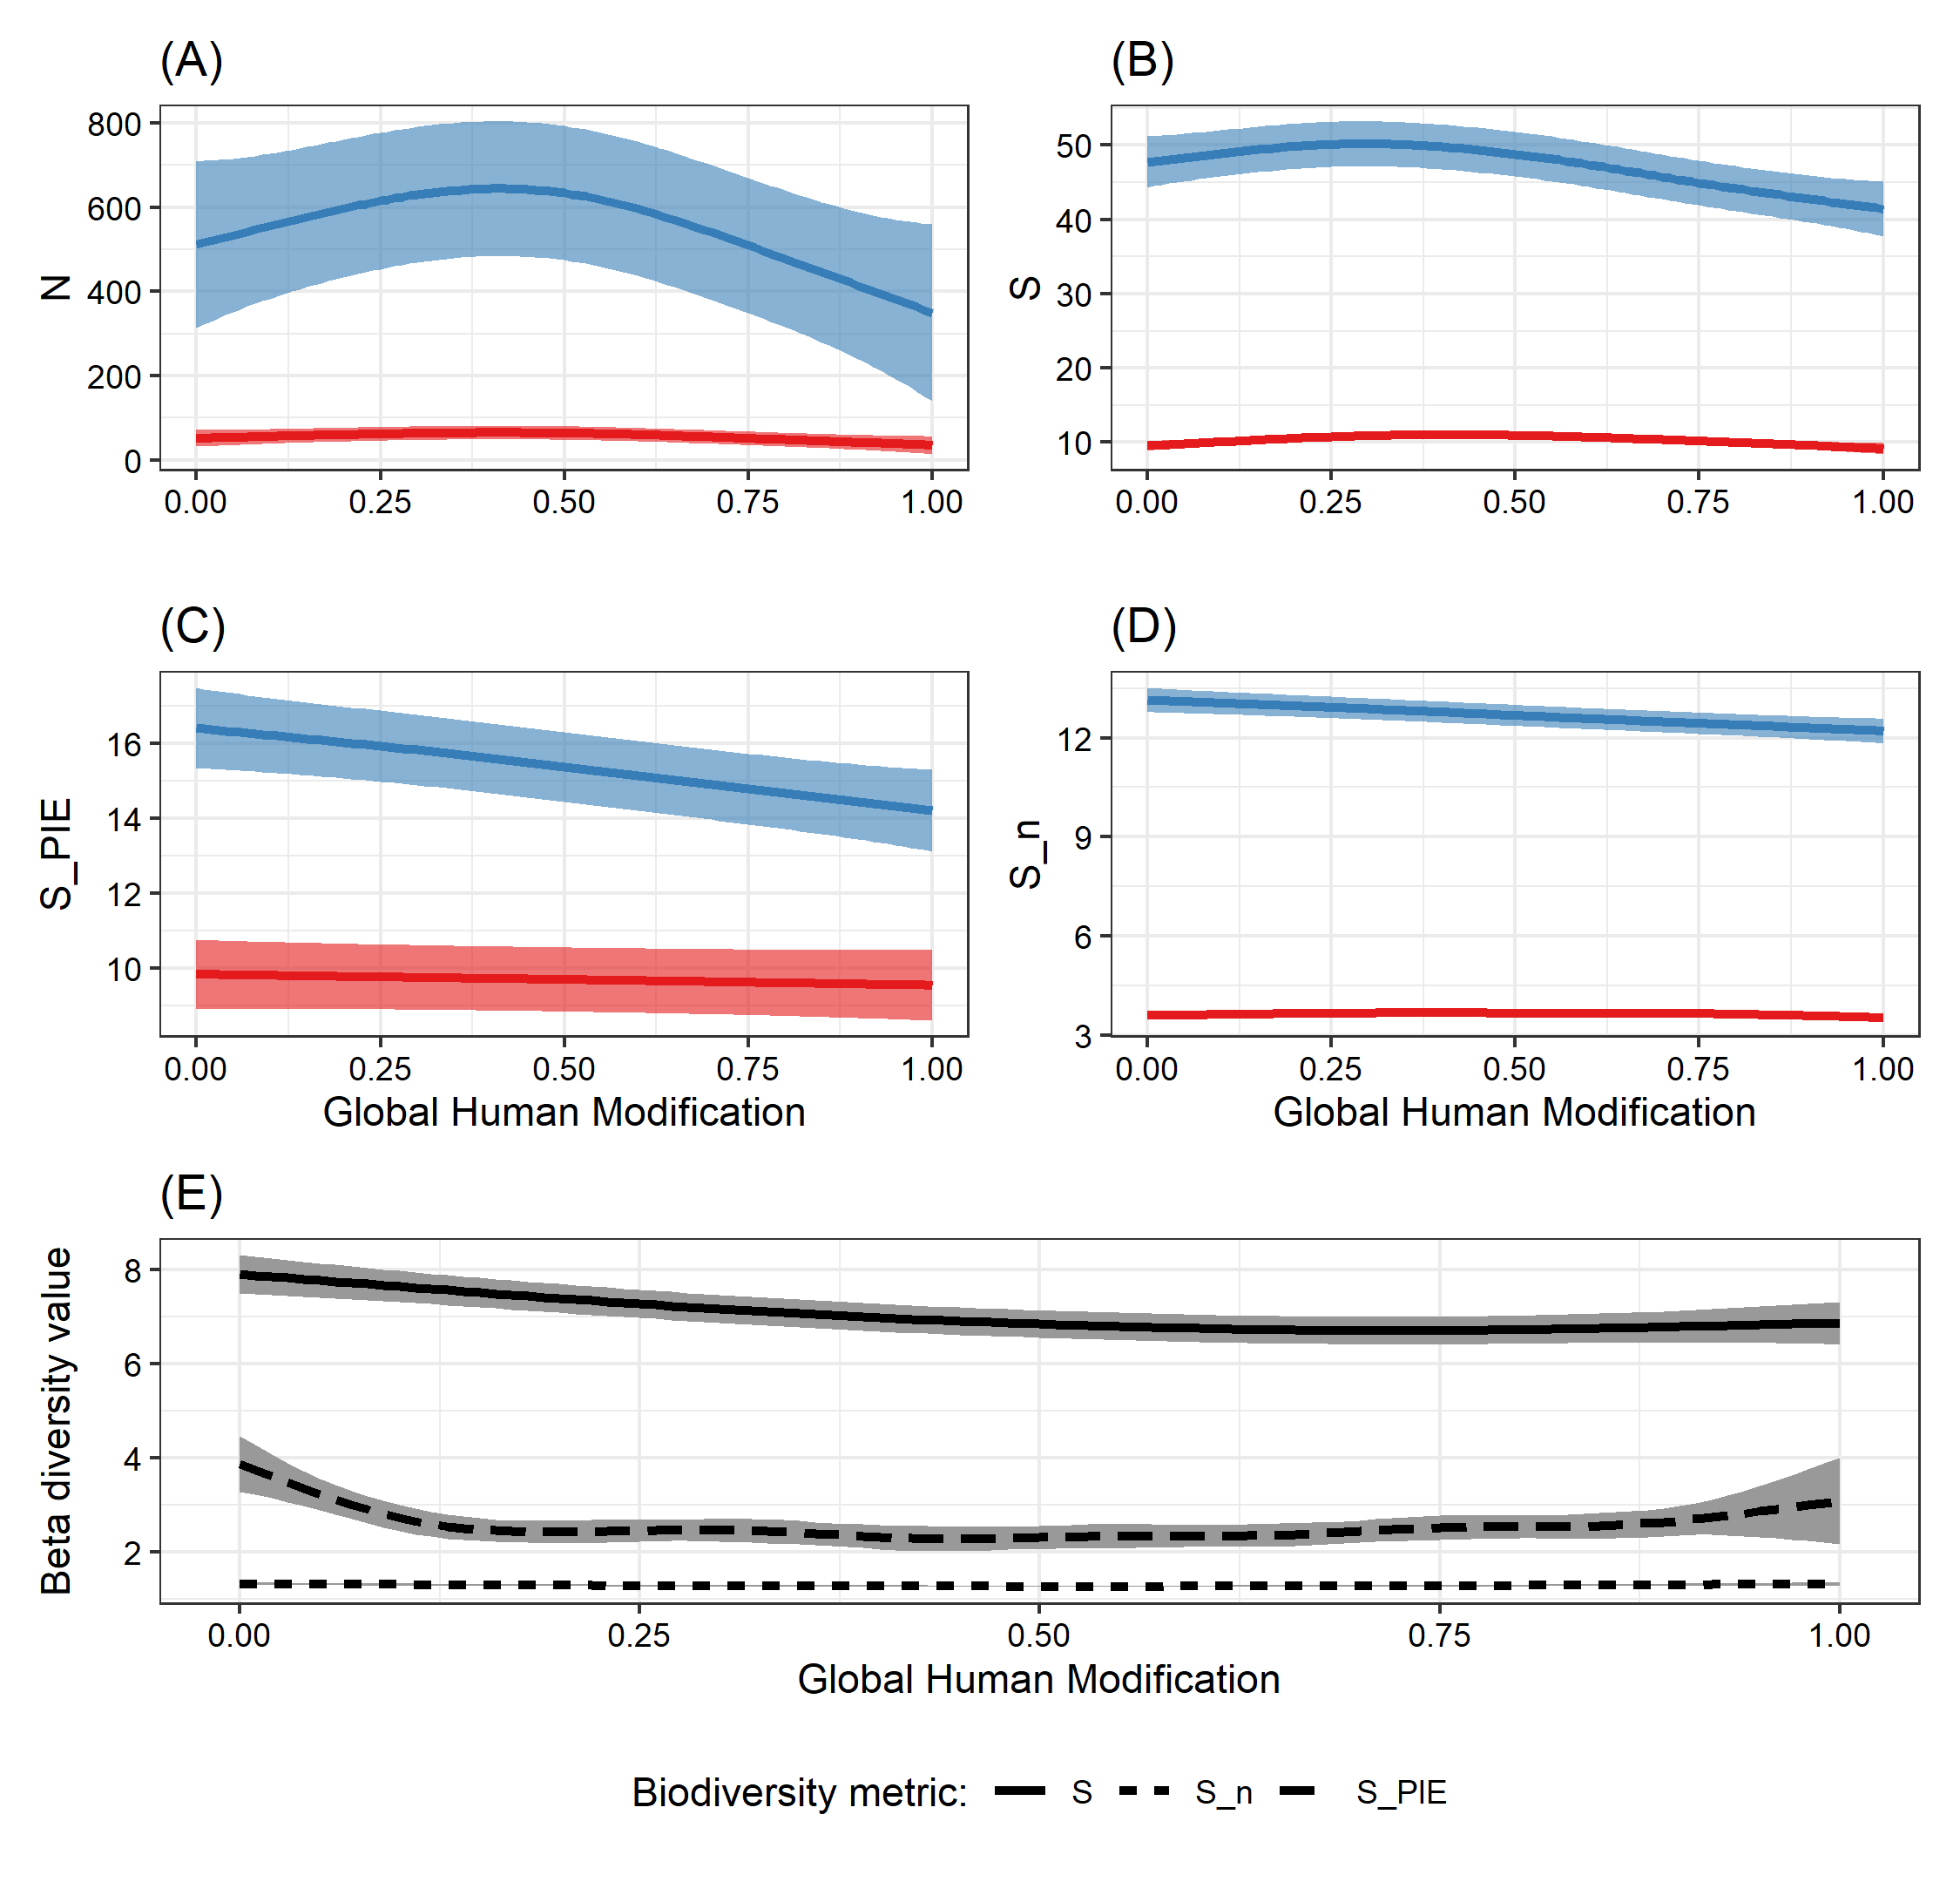 (A)
(B)
N
800
600
400
200
0
0.00 0.25 0.50 0.75 1.00
S
50
40
30
20
10
0.00 0.25 0.50 0.75 1.00
(C)
(D)
S_PIE
16
14
12
10
0.00 0.25 0.50 0.75 1.00
Global Human Modification
S_n
12
9
6
3
0.00 0.25 0.50 0.75 1.00
Global Human Modification
(E)
Beta diversity value
8
6
4
2
0.00 0.25 0.50 0.75 1.00
Global Human Modification
Biodiversity metric: S S_n S_PIE